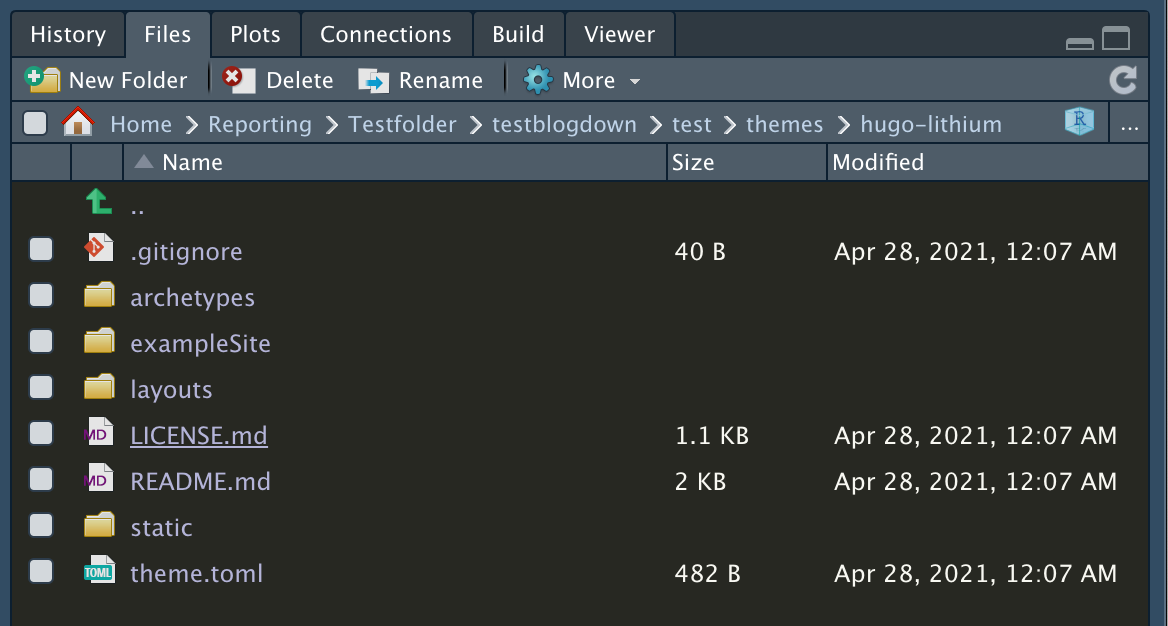 History Files Plots Connections Build Viewer
New Folder Delete Rename More
Home Reporting Testfolder testblogdown test themes hugo-lithium R ...
Name Size Modified
..
.gitignore 40 B Apr 28, 2021, 12:07 AM
archetypes
exampleSite
layouts
MD LICENSE.md 1.1 KB Apr 28, 2021, 12:07 AM
MD README.md 2 KB Apr 28, 2021, 12:07 AM
static
TOML theme.toml 482 B Apr 28, 2021, 12:07 AM